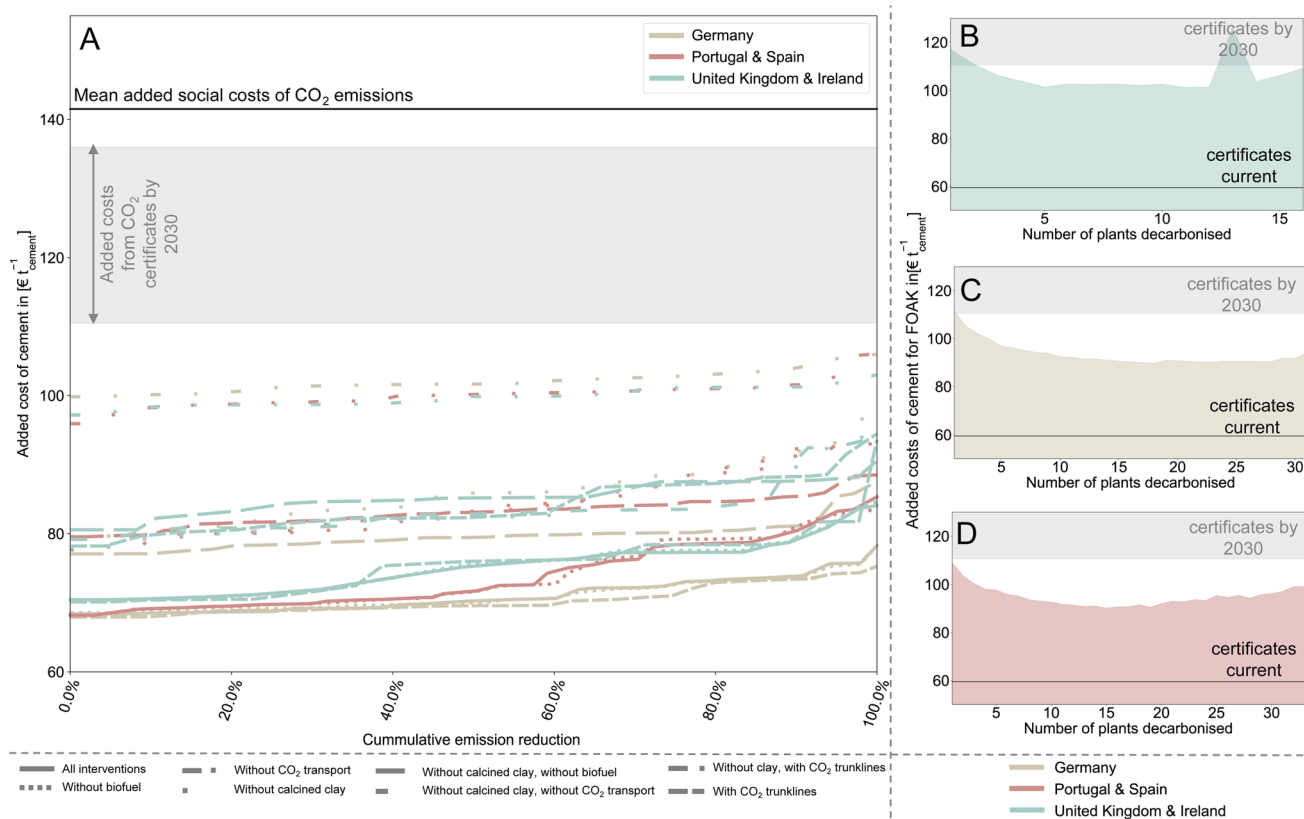 A
Germany
Portugal & Spain
United Kingdom & Ireland
Mean added social costs of CO₂ emissions
140
120
100
80
60
Added cost of cement in [€ t⁻¹cement]
Added costs
from CO₂
certificates by
2030
0.0%
20.0%
40.0%
60.0%
80.0%
100.0%
Cummulative emission reduction
B
certificates by
2030
certificates
current
120
100
80
60
5
10
15
Number of plants decarbonised
Added costs of cement for FOAK in[€ t⁻¹cement]
C
certificates by
2030
certificates
current
120
100
80
60
5
10
15
20
25
30
Number of plants decarbonised
D
certificates by
2030
certificates
current
120
100
80
60
5
10
15
20
25
30
Number of plants decarbonised
All interventions
Without biofuel
Without CO₂ transport
Without calcined clay
Without calcined clay, without biofuel
Without calcined clay, without CO₂ transport
Without clay, with CO₂ trunklines
With CO₂ trunklines
Germany
Portugal & Spain
United Kingdom & Ireland